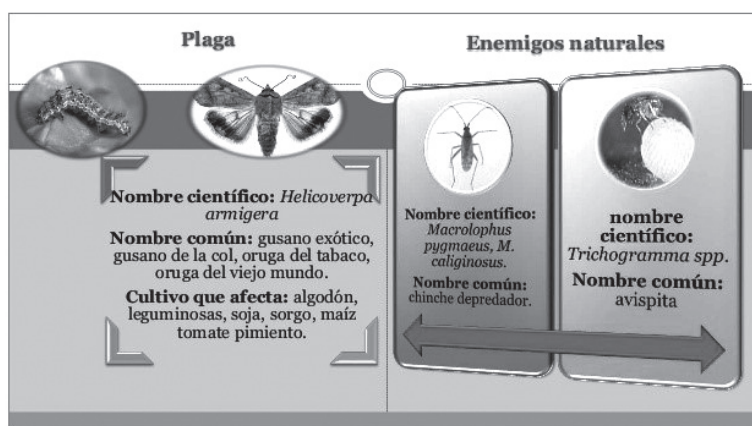 Plaga
Enemigos naturales
Nombre científico: Helicoverpa
armigera
Nombre común: gusano exótico,
gusano de la col, oruga del tabaco,
oruga del viejo mundo.
Cultivo que afecta: algodón,
leguminosas, soja, sorgo, maíz
tomate pimiento.
Nombre científico:
Macrolophus
pygmaeus, M.
caliginosus.
Nombre común:
chinche depredador.
nombre
científico:
Trichogramma spp.
Nombre común:
avispita